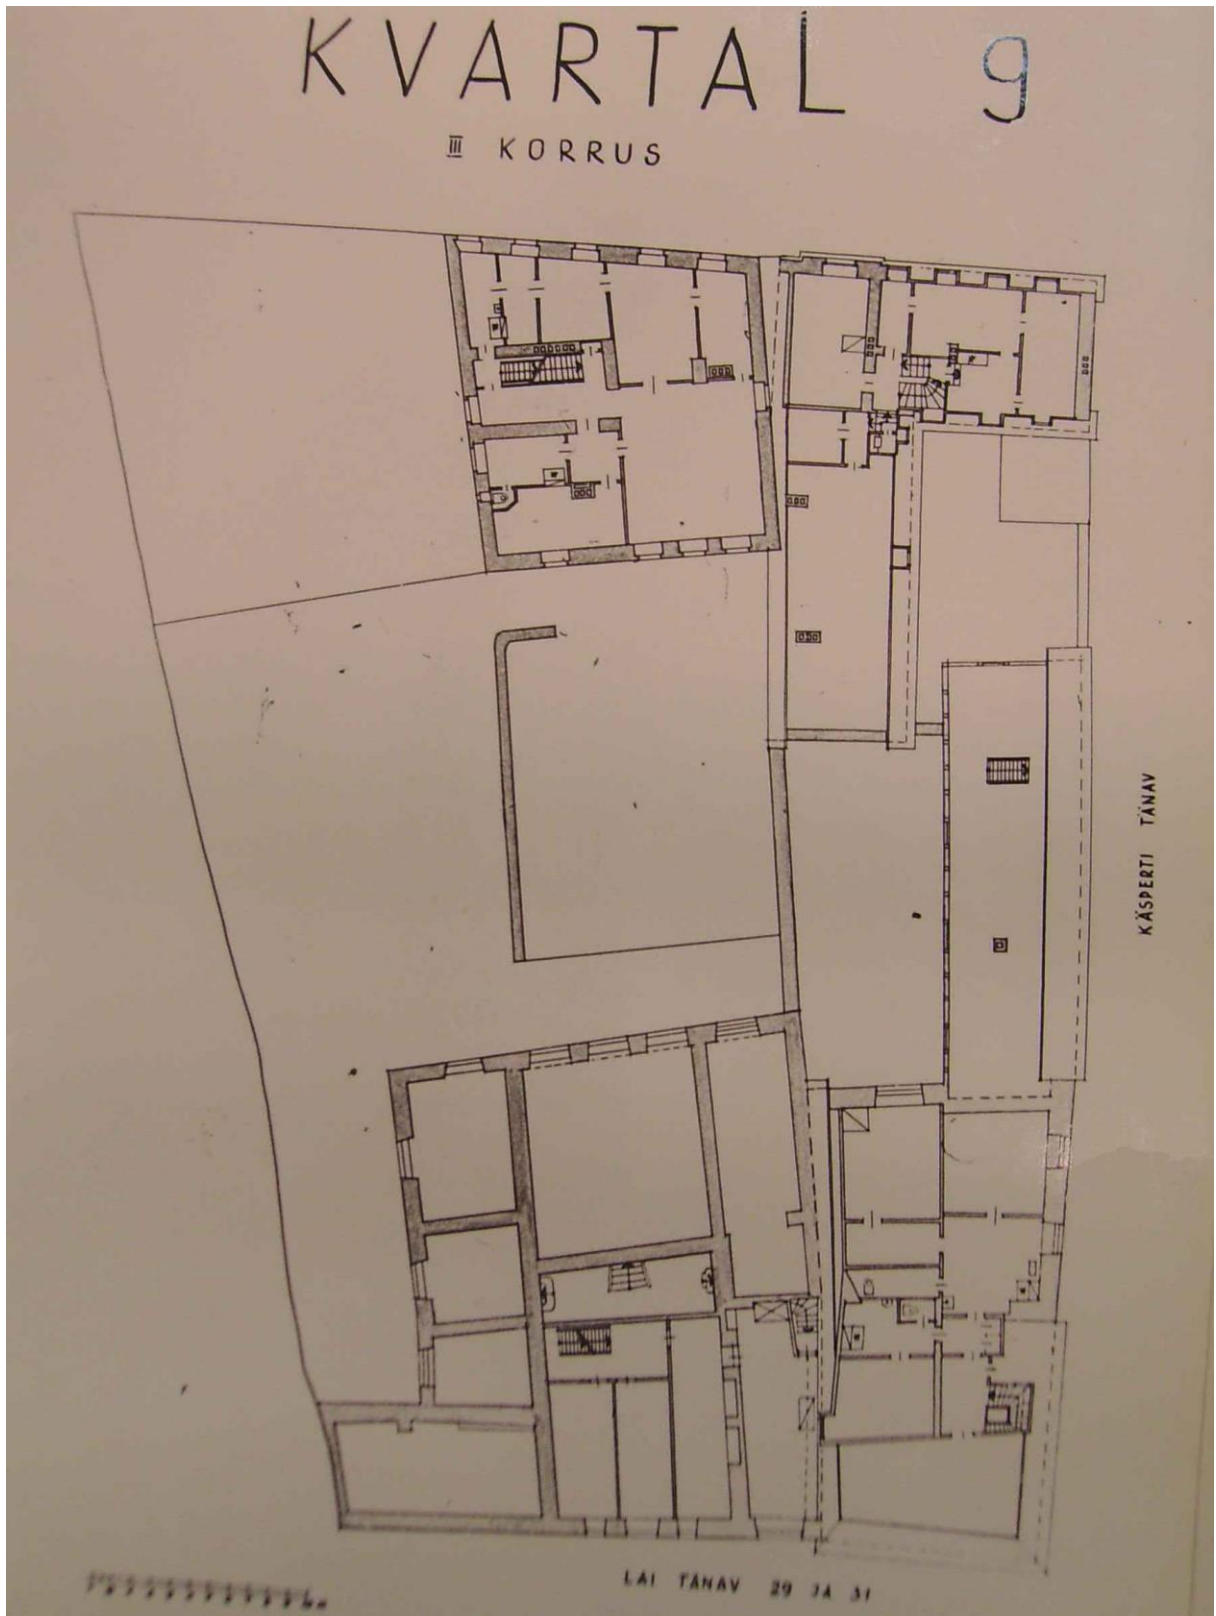 KVARTAL 9
III KORRUS
KÄSPERTI TÄNAV
LAI TÄNAV 29 JA 31